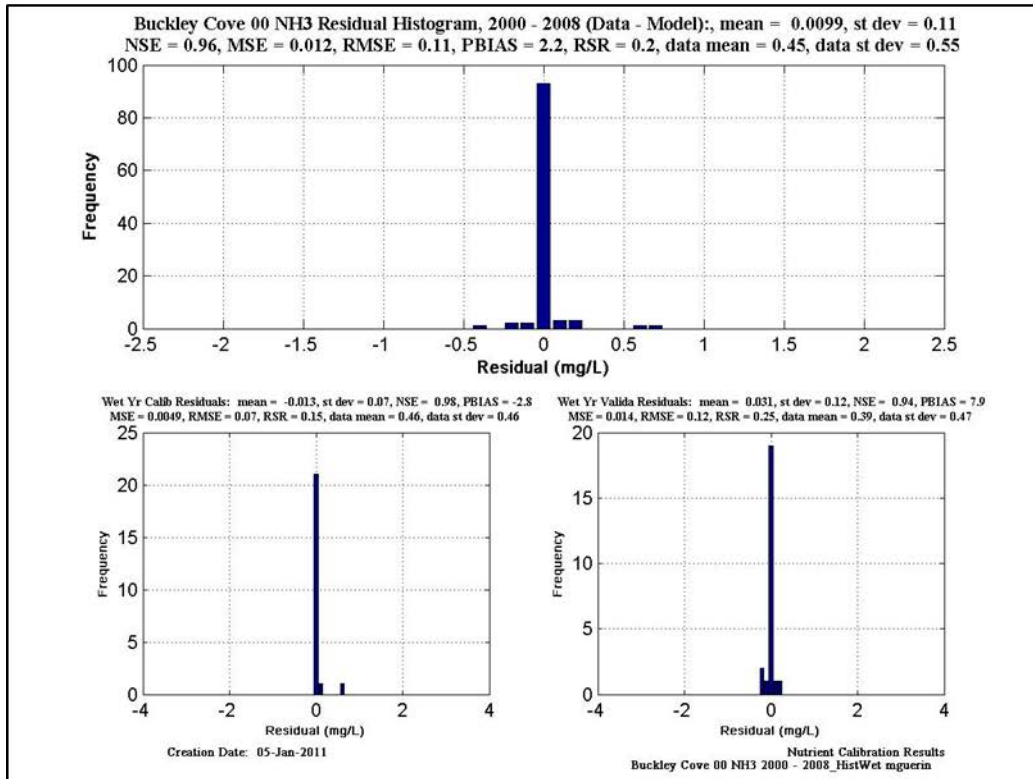 Buckley Cove 00 NH3 Residual Histogram, 2000 - 2008 (Data - Model):, mean = 0.0099, st dev = 0.11
NSE = 0.96, MSE = 0.012, RMSE = 0.11, PBIAS = 2.2, RSR = 0.2, data mean = 0.45, data st dev = 0.55
100
80
60
40
20
0
Frequency
-2.5 -2 -1.5 -1 -0.5 0 0.5 1 1.5 2 2.5
Residual (mg/L)
Wet Yr Calib Residuals: mean = -0.013, st dev = 0.07, NSE = 0.98, PBIAS = -2.8
MSE = 0.0049, RMSE = 0.07, RSR = 0.15, data mean = 0.46, data st dev = 0.46
25
20
15
10
5
0
Frequency
-4 -2 0 2 4
Residual (mg/L)
Creation Date: 05-Jan-2011
Wet Yr Valida Residuals: mean = 0.031, st dev = 0.12, NSE = 0.94, PBIAS = 7.9
MSE = 0.014, RMSE = 0.12, RSR = 0.25, data mean = 0.39, data st dev = 0.47
20
15
10
5
0
Frequency
-4 -2 0 2 4
Residual (mg/L)
Nutrient Calibration Results
Buckley Cove 00 NH3 2000 - 2008_HistWet mguerin